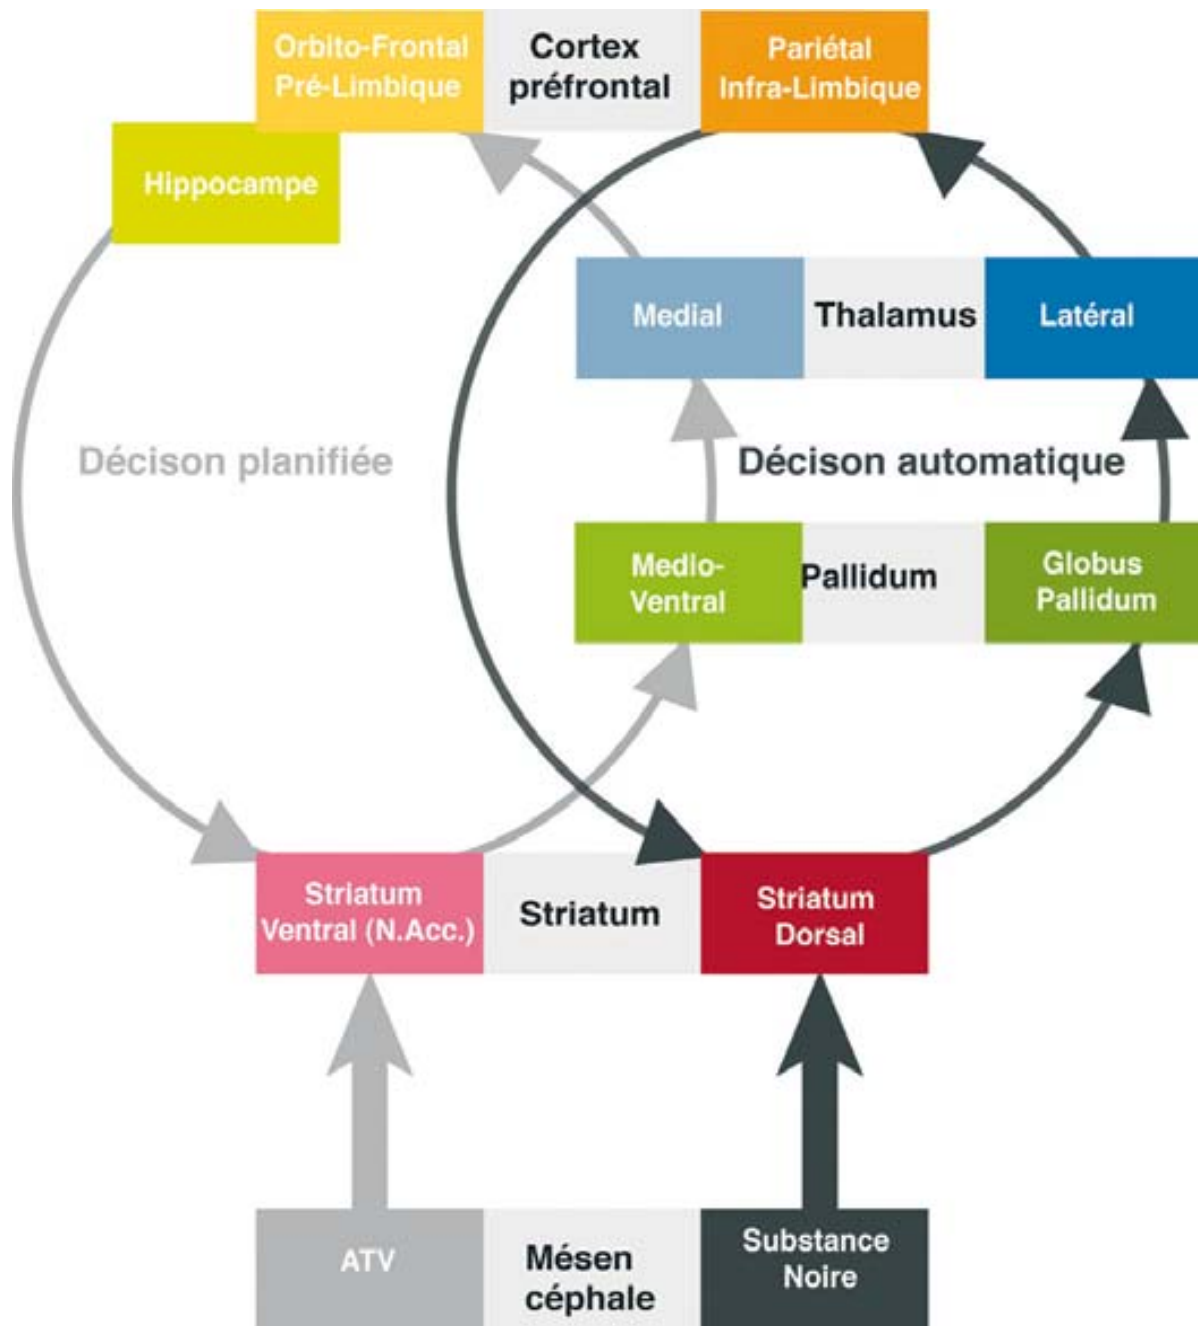 Orbito-Frontal
Pré-Limbique
Cortex
préfrontal
Pariétal
Infra-Limbique
Hippocampe
Medial
Thalamus
Latéral
Décison planifiée
Décison automatique
Medio-
Ventral
Pallidum
Globus
Pallidum
Striatum
Ventral (N.Acc.)
Striatum
Striatum
Dorsal
ATV
Mésen
céphale
Substance
Noire